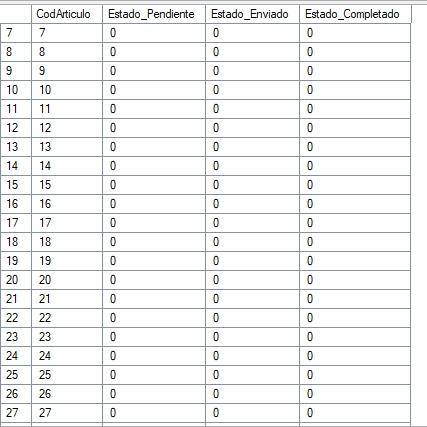 CodArticulo Estado_Pendiente Estado_Enviado Estado_Completado
7 7 0 0 0
8 8 0 0 0
9 9 0 0 0
10 10 0 0 0
11 11 0 0 0
12 12 0 0 0
13 13 0 0 0
14 14 0 0 0
15 15 0 0 0
16 16 0 0 0
17 17 0 0 0
18 18 0 0 0
19 19 0 0 0
20 20 0 0 0
21 21 0 0 0
22 22 0 0 0
23 23 0 0 0
24 24 0 0 0
25 25 0 0 0
26 26 0 0 0
27 27 0 0 0